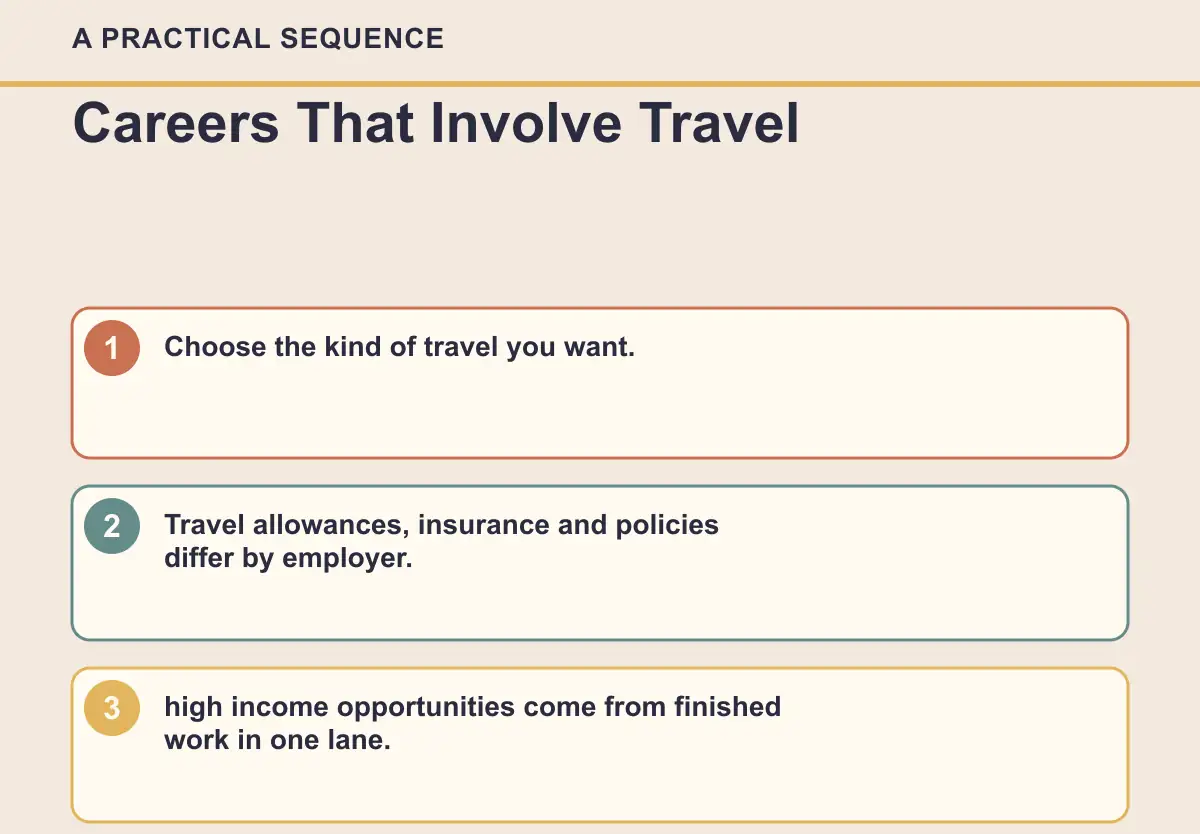 A PRACTICAL SEQUENCE
Careers That Involve Travel
1
Choose the kind of travel you want.
2
Travel allowances, insurance and policies
differ by employer.
3
high income opportunities come from finished
work in one lane.